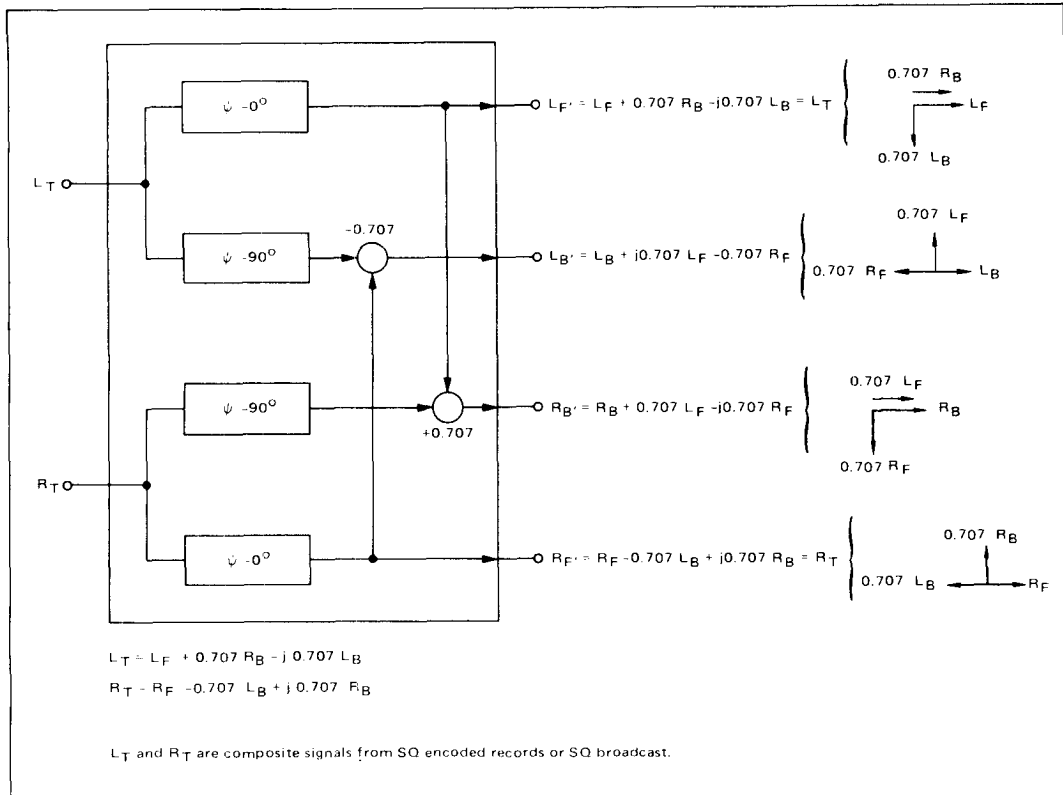 ψ -0°
L_F' = L_F + 0.707 R_B -j0.707 L_B = L_T
0.707 R_B
L_F
0.707 L_B
L_T
ψ -90°
-0.707
L_B' = L_B + j0.707 L_F -0.707 R_F
0.707 L_F
0.707 R_F
L_B
ψ -90°
+0.707
R_B' = R_B + 0.707 L_F -j0.707 R_F
0.707 L_F
R_B
0.707 R_F
R_T
ψ -0°
R_F' = R_F -0.707 L_B + j0.707 R_B = R_T
0.707 R_B
0.707 L_B
R_F
L_T = L_F + 0.707 R_B - j 0.707 L_B
R_T - R_F -0.707 L_B + j 0.707 R_B
L_T and R_T are composite signals from SQ encoded records or SQ broadcast.